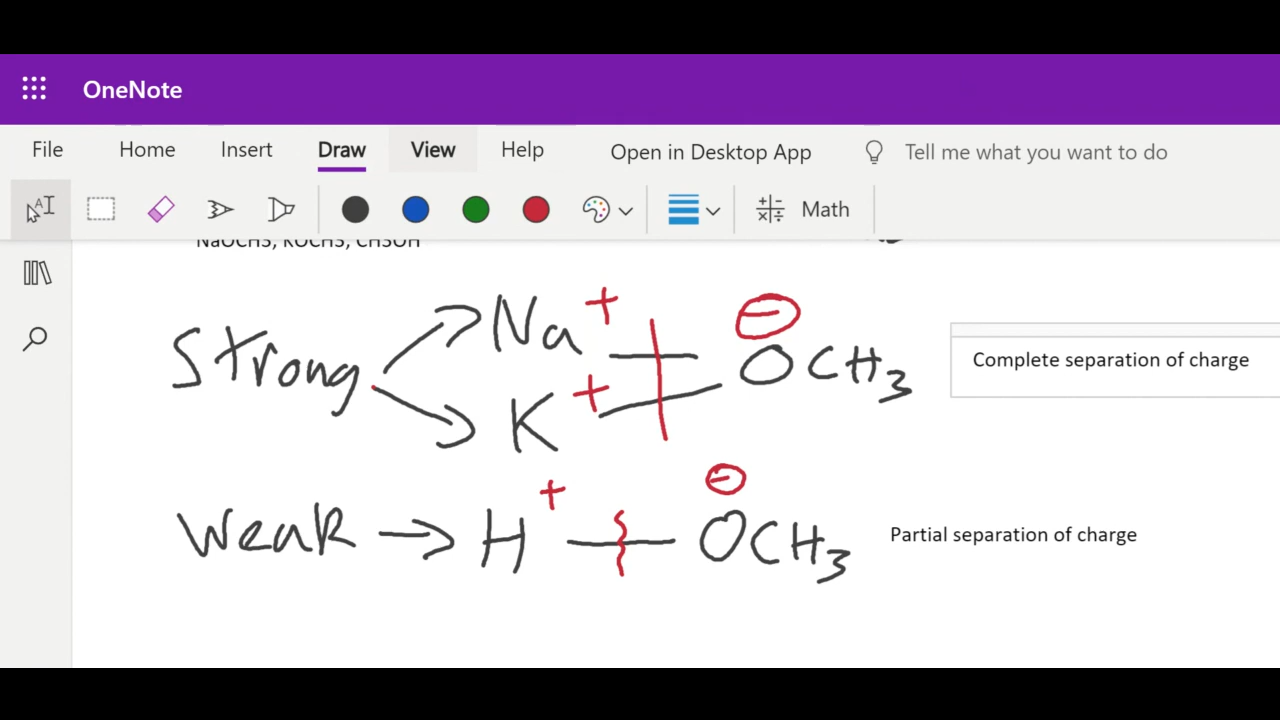 OneNote
File Home Insert Draw View Help Open in Desktop App Tell me what you want to do
Math
NaOCH3, KOCH3, CH3OH
Strong Na+ ⊖OCH3
K+
Complete separation of charge
Weak → H+ — ⊖OCH3
Partial separation of charge